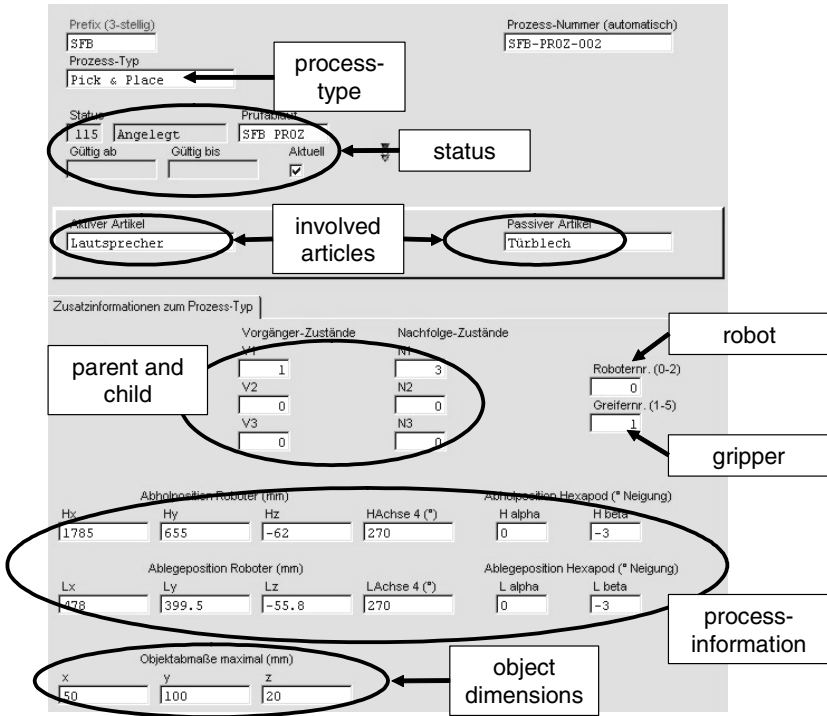 Prefix (3-stellig)
Prozess-Nummer (automatisch)
SFB
SFB-PROZ-002
Prozess-Typ
Pick & Place
process-
type
Status
Prüfablauf
115 Angelegt SFB PROZ
Gültig ab Gültig bis Aktuell
status
Aktiver Artikel
Passiver Artikel
Lautsprecher
involved
articles
Türblech
Zusatzinformationen zum Prozess-Typ
Vorgänger-Zustände Nachfolge-Zustände
V1 N1
1 3
V2 N2
0 0
V3 N3
0 0
parent and
child
robot
Roboternr. (0-2)
0
Greifernr. (1-5)
1
gripper
Abholposition Roboter (mm) Abholposition Hexapod (° Neigung)
Hx Hy Hz HAchse 4 (°) H alpha H beta
1785 655 -62 270 0 -3
Ablegeposition Roboter (mm) Ablegeposition Hexapod (° Neigung)
Lx Ly Lz LAchse 4 (°) L alpha L beta
478 399.5 -55.8 270 0 -3
process-
information
Objektabmaße maximal (mm)
x y z
50 100 20
object
dimensions